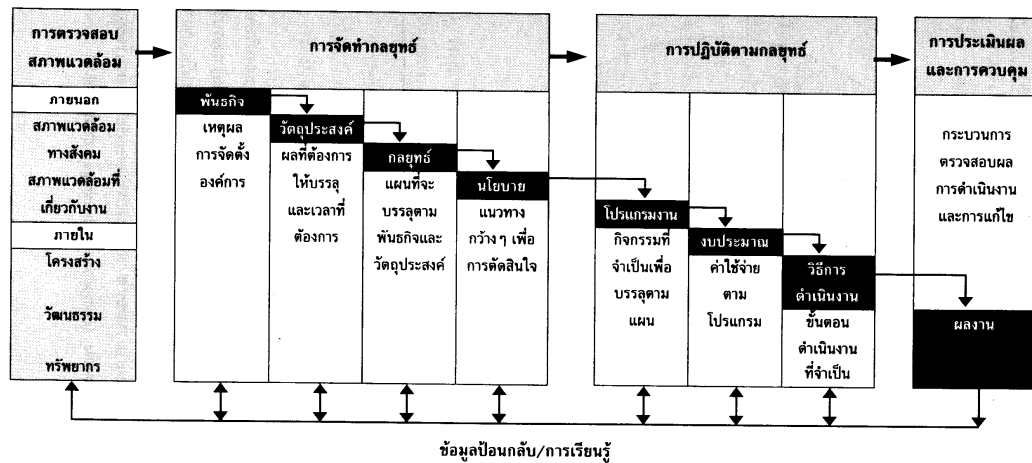 การตรวจสอบ
สภาพแวดล้อม
ภายนอก
สภาพแวดล้อม
ทางสังคม
สภาพแวดล้อมที่
เกี่ยวกับงาน
ภายใน
โครงสร้าง
วัฒนธรรม
ทรัพยากร
การจัดทำกลยุทธ์
พันธกิจ
เหตุผล
การจัดตั้ง
องค์การ
วัตถุประสงค์
ผลที่ต้องการ
ให้บรรลุ
และเวลาที่
ต้องการ
กลยุทธ์
แผนที่จะ
บรรลุตาม
พันธกิจและ
วัตถุประสงค์
นโยบาย
แนวทาง
กว้างๆ เพื่อ
การตัดสินใจ
การปฏิบัติตามกลยุทธ์
โปรแกรมงาน
กิจกรรมที่
จำเป็นเพื่อ
บรรลุตาม
แผน
งบประมาณ
ค่าใช้จ่าย
ตาม
โปรแกรม
วิธีการ
ดำเนินงาน
ขั้นตอน
ดำเนินงาน
ที่จำเป็น
การประเมินผล
และการควบคุม
กระบวนการ
ตรวจสอบผล
การดำเนินงาน
และการแก้ไข
ผลงาน
ข้อมูลป้อนกลับ/การเรียนรู้